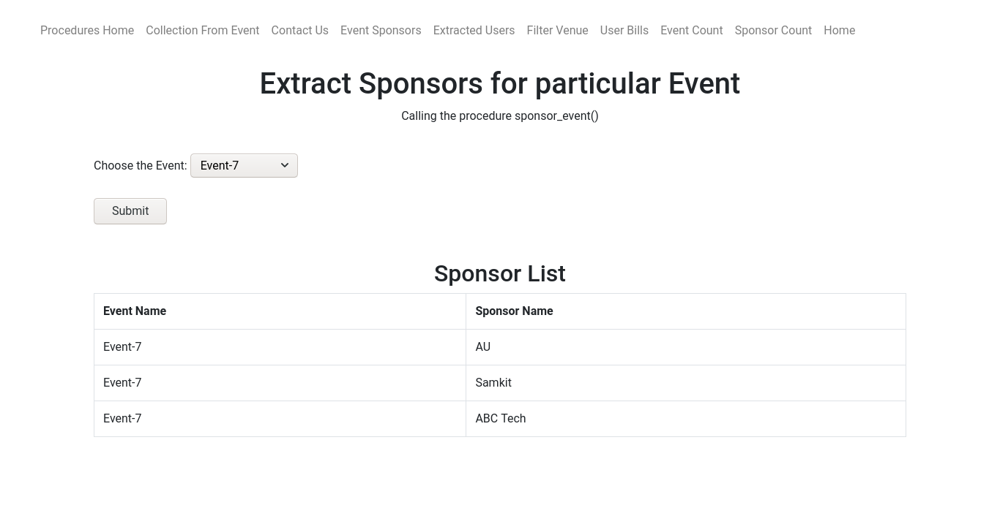 Procedures Home Collection From Event Contact Us Event Sponsors Extracted Users Filter Venue User Bills Event Count Sponsor Count Home
Extract Sponsors for particular Event
Calling the procedure sponsor_event()
Choose the Event: Event-7
Submit
Sponsor List
Event Name Sponsor Name
Event-7 AU
Event-7 Samkit
Event-7 ABC Tech